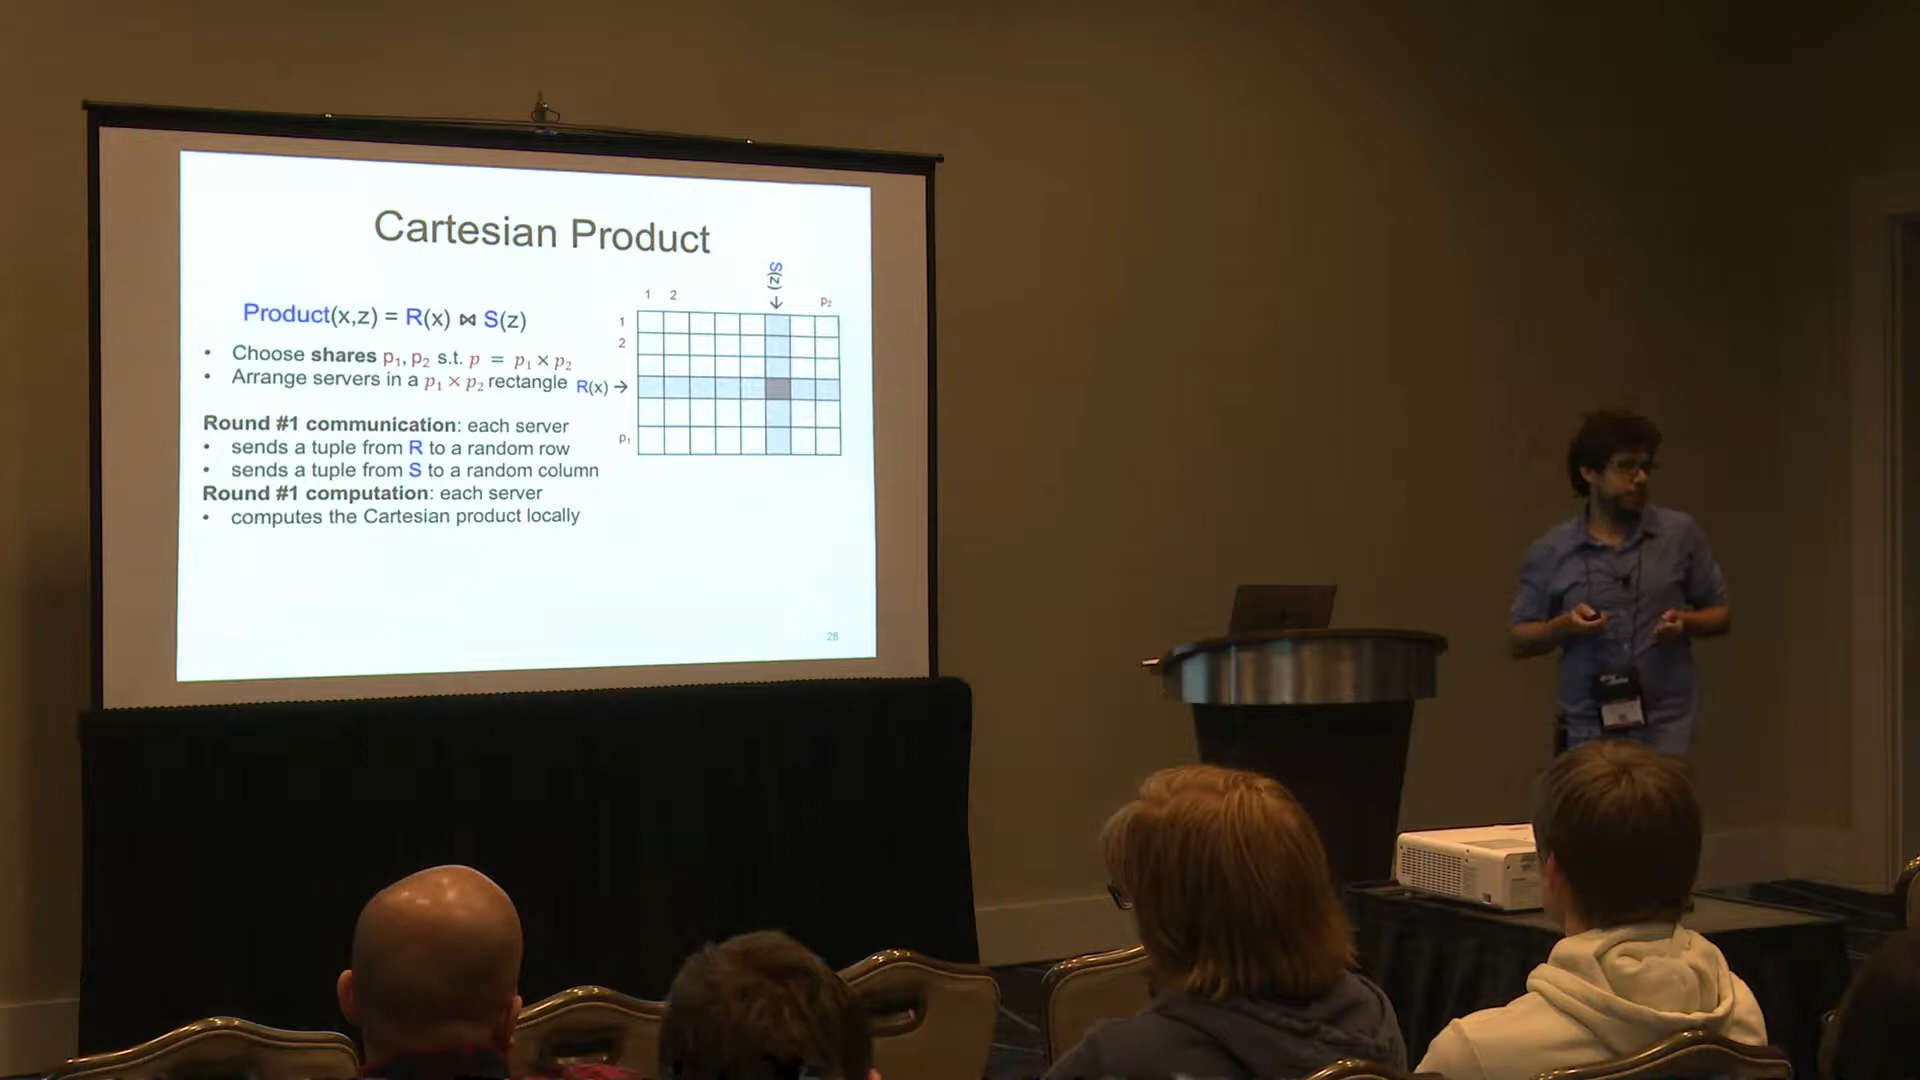 Cartesian Product
Product(x,z) = R(x) ⋈ S(z)
• Choose shares p₁, p₂ s.t. p = p₁ × p₂
• Arrange servers in a p₁ × p₂ rectangle
Round #1 communication: each server
• sends a tuple from R to a random row
• sends a tuple from S to a random column
Round #1 computation: each server
• computes the Cartesian product locally
S(z)
↓
1 2 p₂
1
2
R(x) →
p₁
28